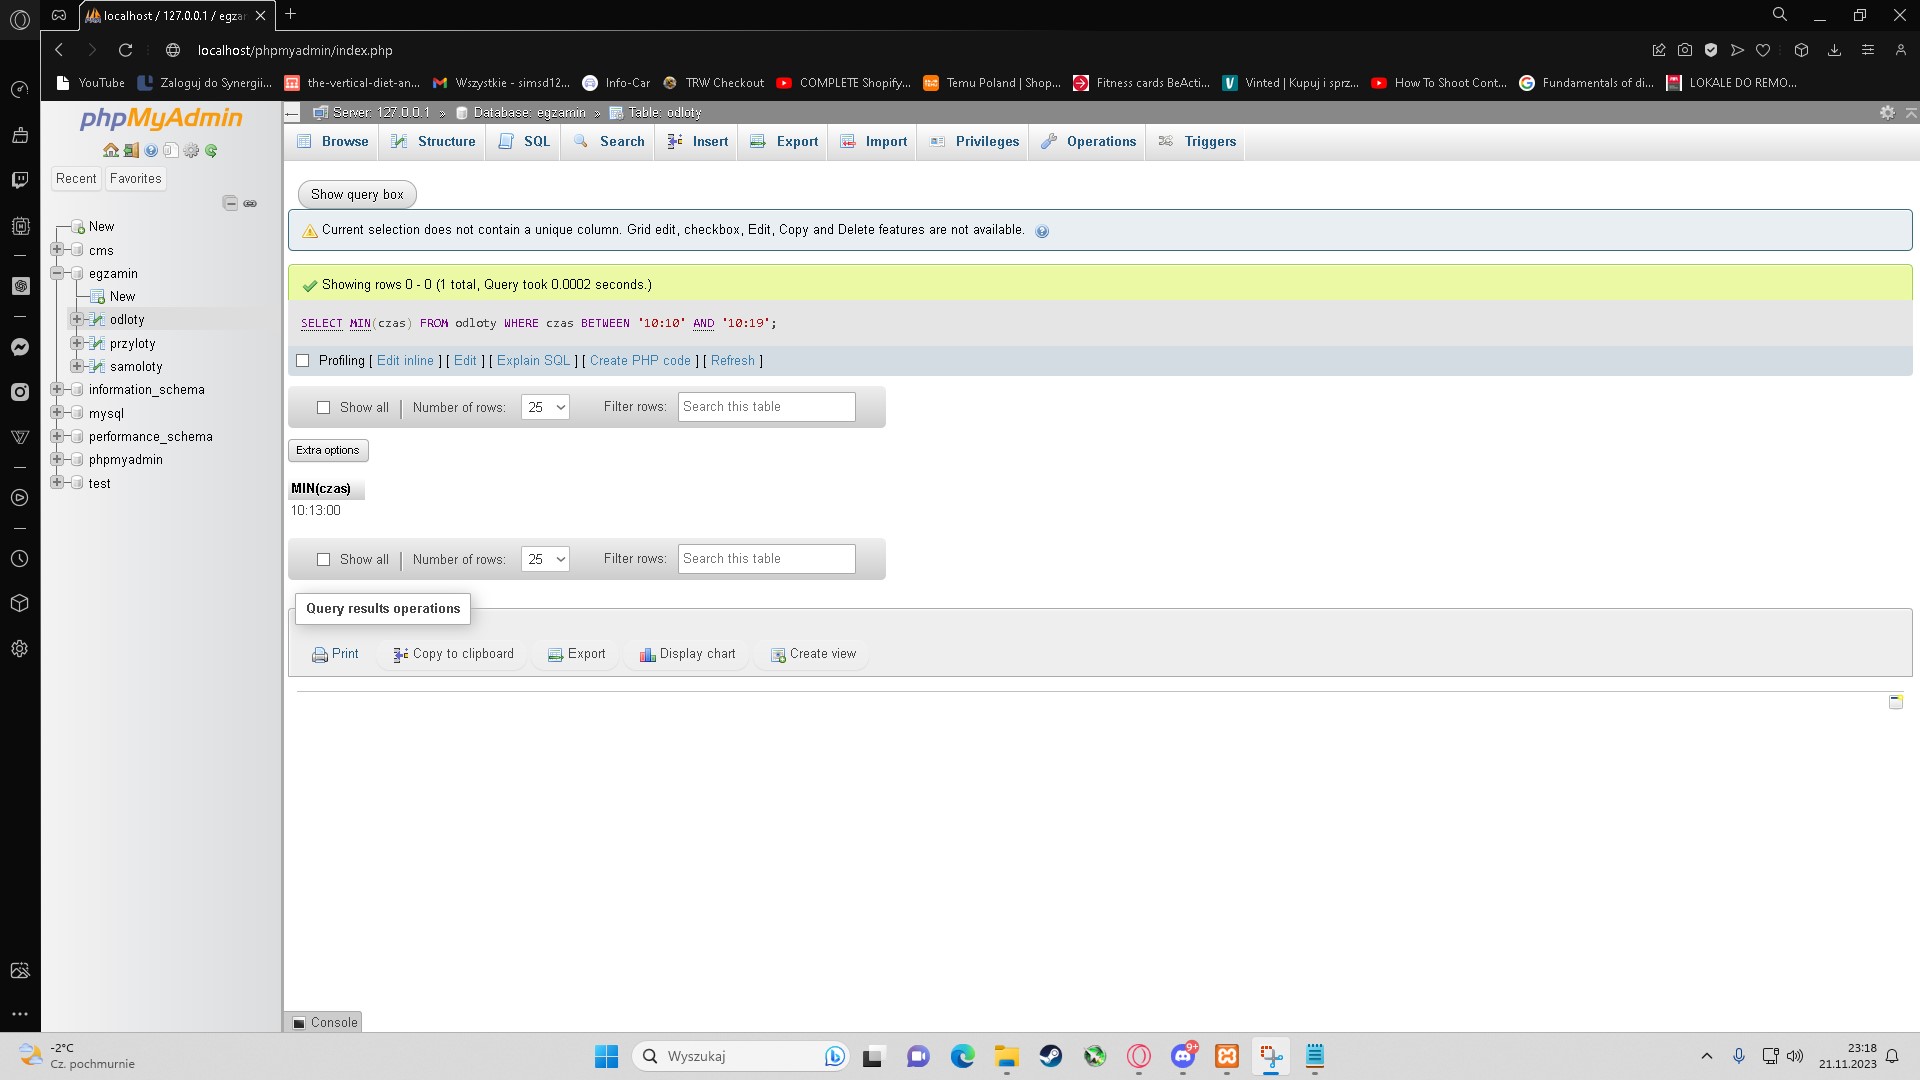 localhost / 127.0.0.1 / egzar
localhost/phpmyadmin/index.php
YouTube
Zaloguj do Synergii...
the-vertical-diet-an...
Wszystkie - simsd12...
Info-Car
TRW Checkout
COMPLETE Shopify...
Temu Poland | Shop...
Fitness cards BeActi...
Vinted | Kupuj i sprz...
How To Shoot Cont...
Fundamentals of di...
LOKALE DO REMO...
phpMyAdmin
Recent
Favorites
New
cms
egzamin
New
odloty
przyloty
samoloty
information_schema
mysql
performance_schema
phpmyadmin
test
Server: 127.0.0.1 » Database: egzamin » Table: odloty
Browse
Structure
SQL
Search
Insert
Export
Import
Privileges
Operations
Triggers
Show query box
Current selection does not contain a unique column. Grid edit, checkbox, Edit, Copy and Delete features are not available.
Showing rows 0 - 0 (1 total, Query took 0.0002 seconds.)
SELECT MIN(czas) FROM odloty WHERE czas BETWEEN '10:10' AND '10:19';
Profiling [ Edit inline ] [ Edit ] [ Explain SQL ] [ Create PHP code ] [ Refresh ]
Show all | Number of rows: 25 Filter rows: Search this table
Extra options
MIN(czas)
10:13:00
Show all | Number of rows: 25 Filter rows: Search this table
Query results operations
Print
Copy to clipboard
Export
Display chart
Create view
Console
-2°C
Cz. pochmurnie
Wyszukaj
9+
23:18
21.11.2023